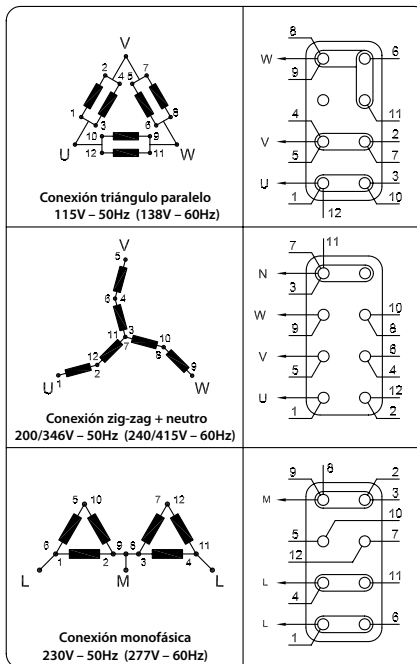 V
2 7
4 5
1 3 6 8
10 9
U 12 11 W
Conexión triángulo paralelo
115V – 50Hz (138V – 60Hz)
8 6
W
9
4 11
V 2
5 7
U 3
1 10
12
V
5
6 4
11 3
7 10
12 8
U 1 2 9 W
Conexión zig-zag + neutro
200/346V – 50Hz (240/415V – 60Hz)
7 11
N
3
W 10
9 8
V 6
5 4
U 12
1 2
5 10 7 12
6 1 2 9 8 3 4 11
L M L
Conexión monofásica
230V – 50Hz (277V – 60Hz)
9 8 2
M 3
10
5 7
12
L 11
4
L 6
1